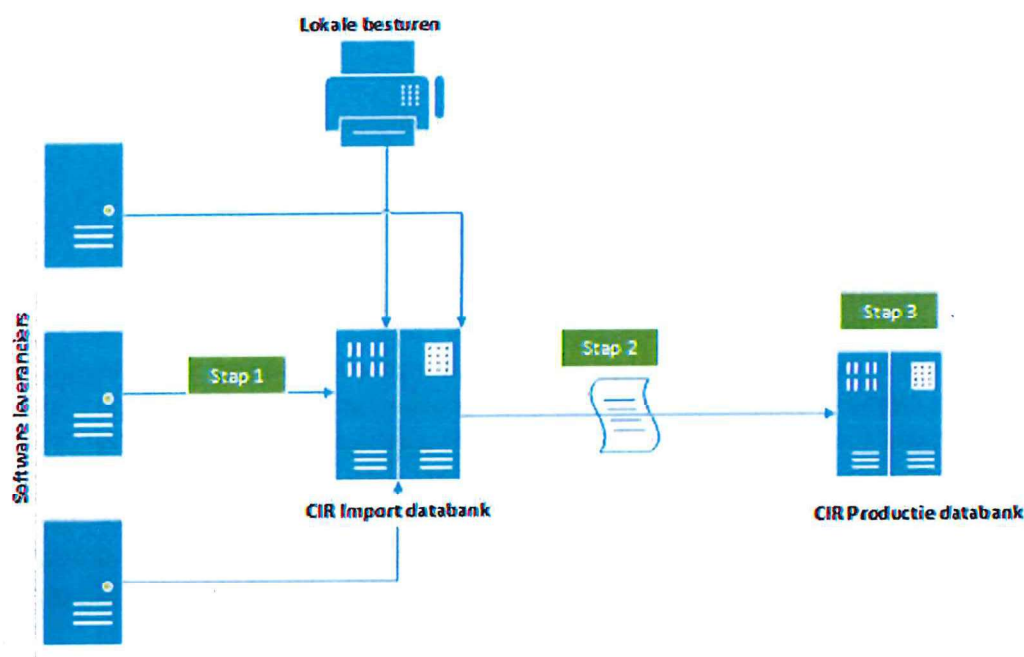 Lokale besturen
Software leveranciers
Stap 1
Stap 2
Stap 3
CIR Import databank
CIR Productie databank